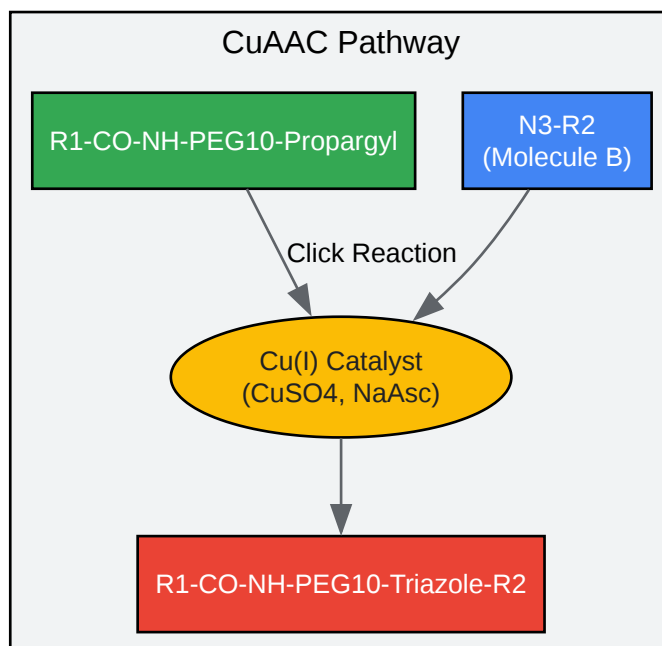 CuAAC Pathway
R1-CO-NH-PEG10-Propargyl
N3-R2
(Molecule B)
Click Reaction
Cu(I) Catalyst
(CuSO4, NaAsc)
R1-CO-NH-PEG10-Triazole-R2